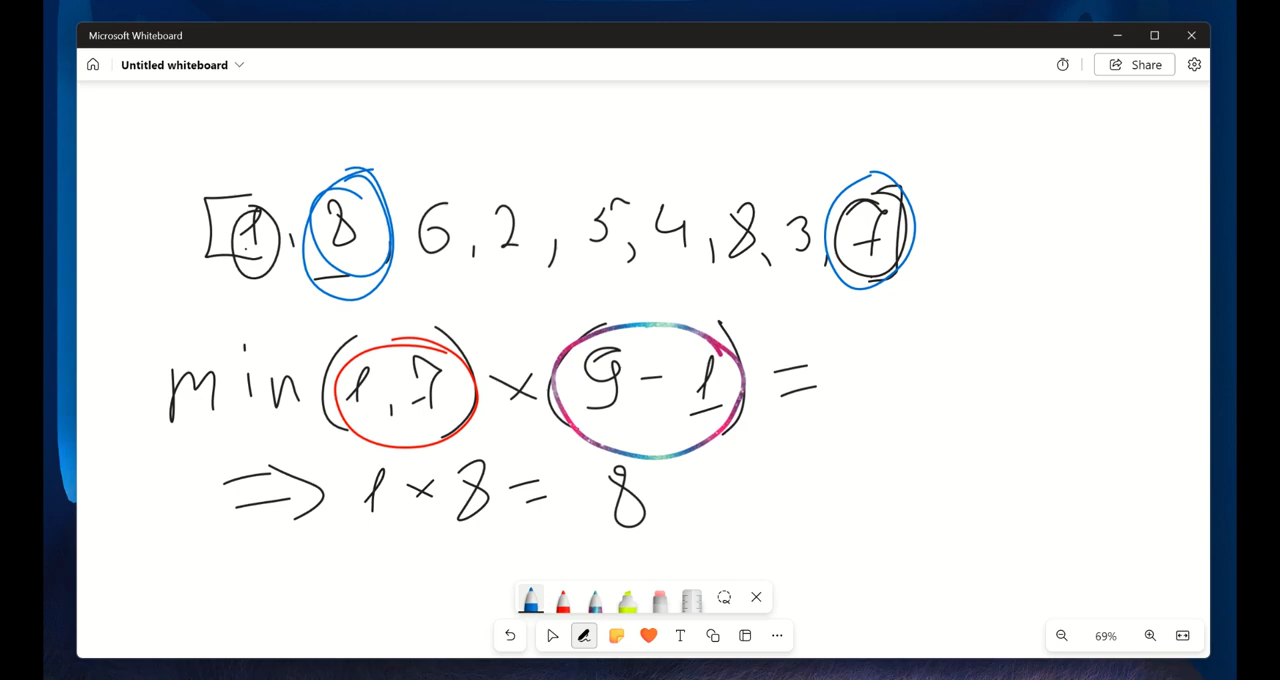 Microsoft Whiteboard
Untitled whiteboard
Share
[1, 8 6, 2, 5, 4, 8, 3, 7]
min (1, 7) × (9 - 1) =
⇒ 1 × 8 = 8
T
69%